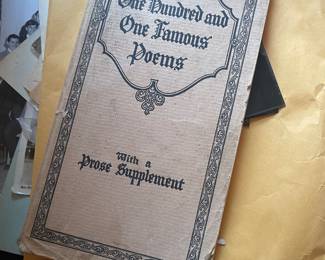 One Hundred and
One Famous
Poems
With a
Prose Supplement